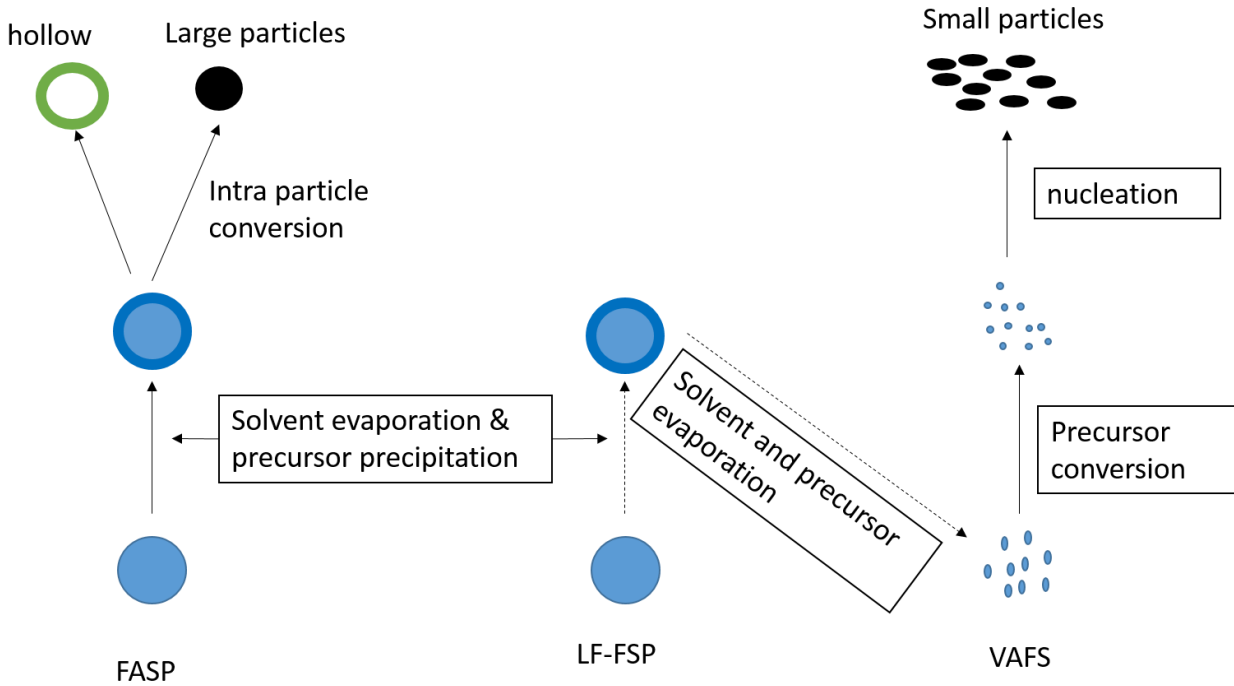 hollow
Large particles
Small particles
Intra particle
conversion
nucleation
Solvent evaporation &
precursor precipitation
Solvent and precursor
evaporation
Precursor
conversion
FASP
LF-FSP
VAFS